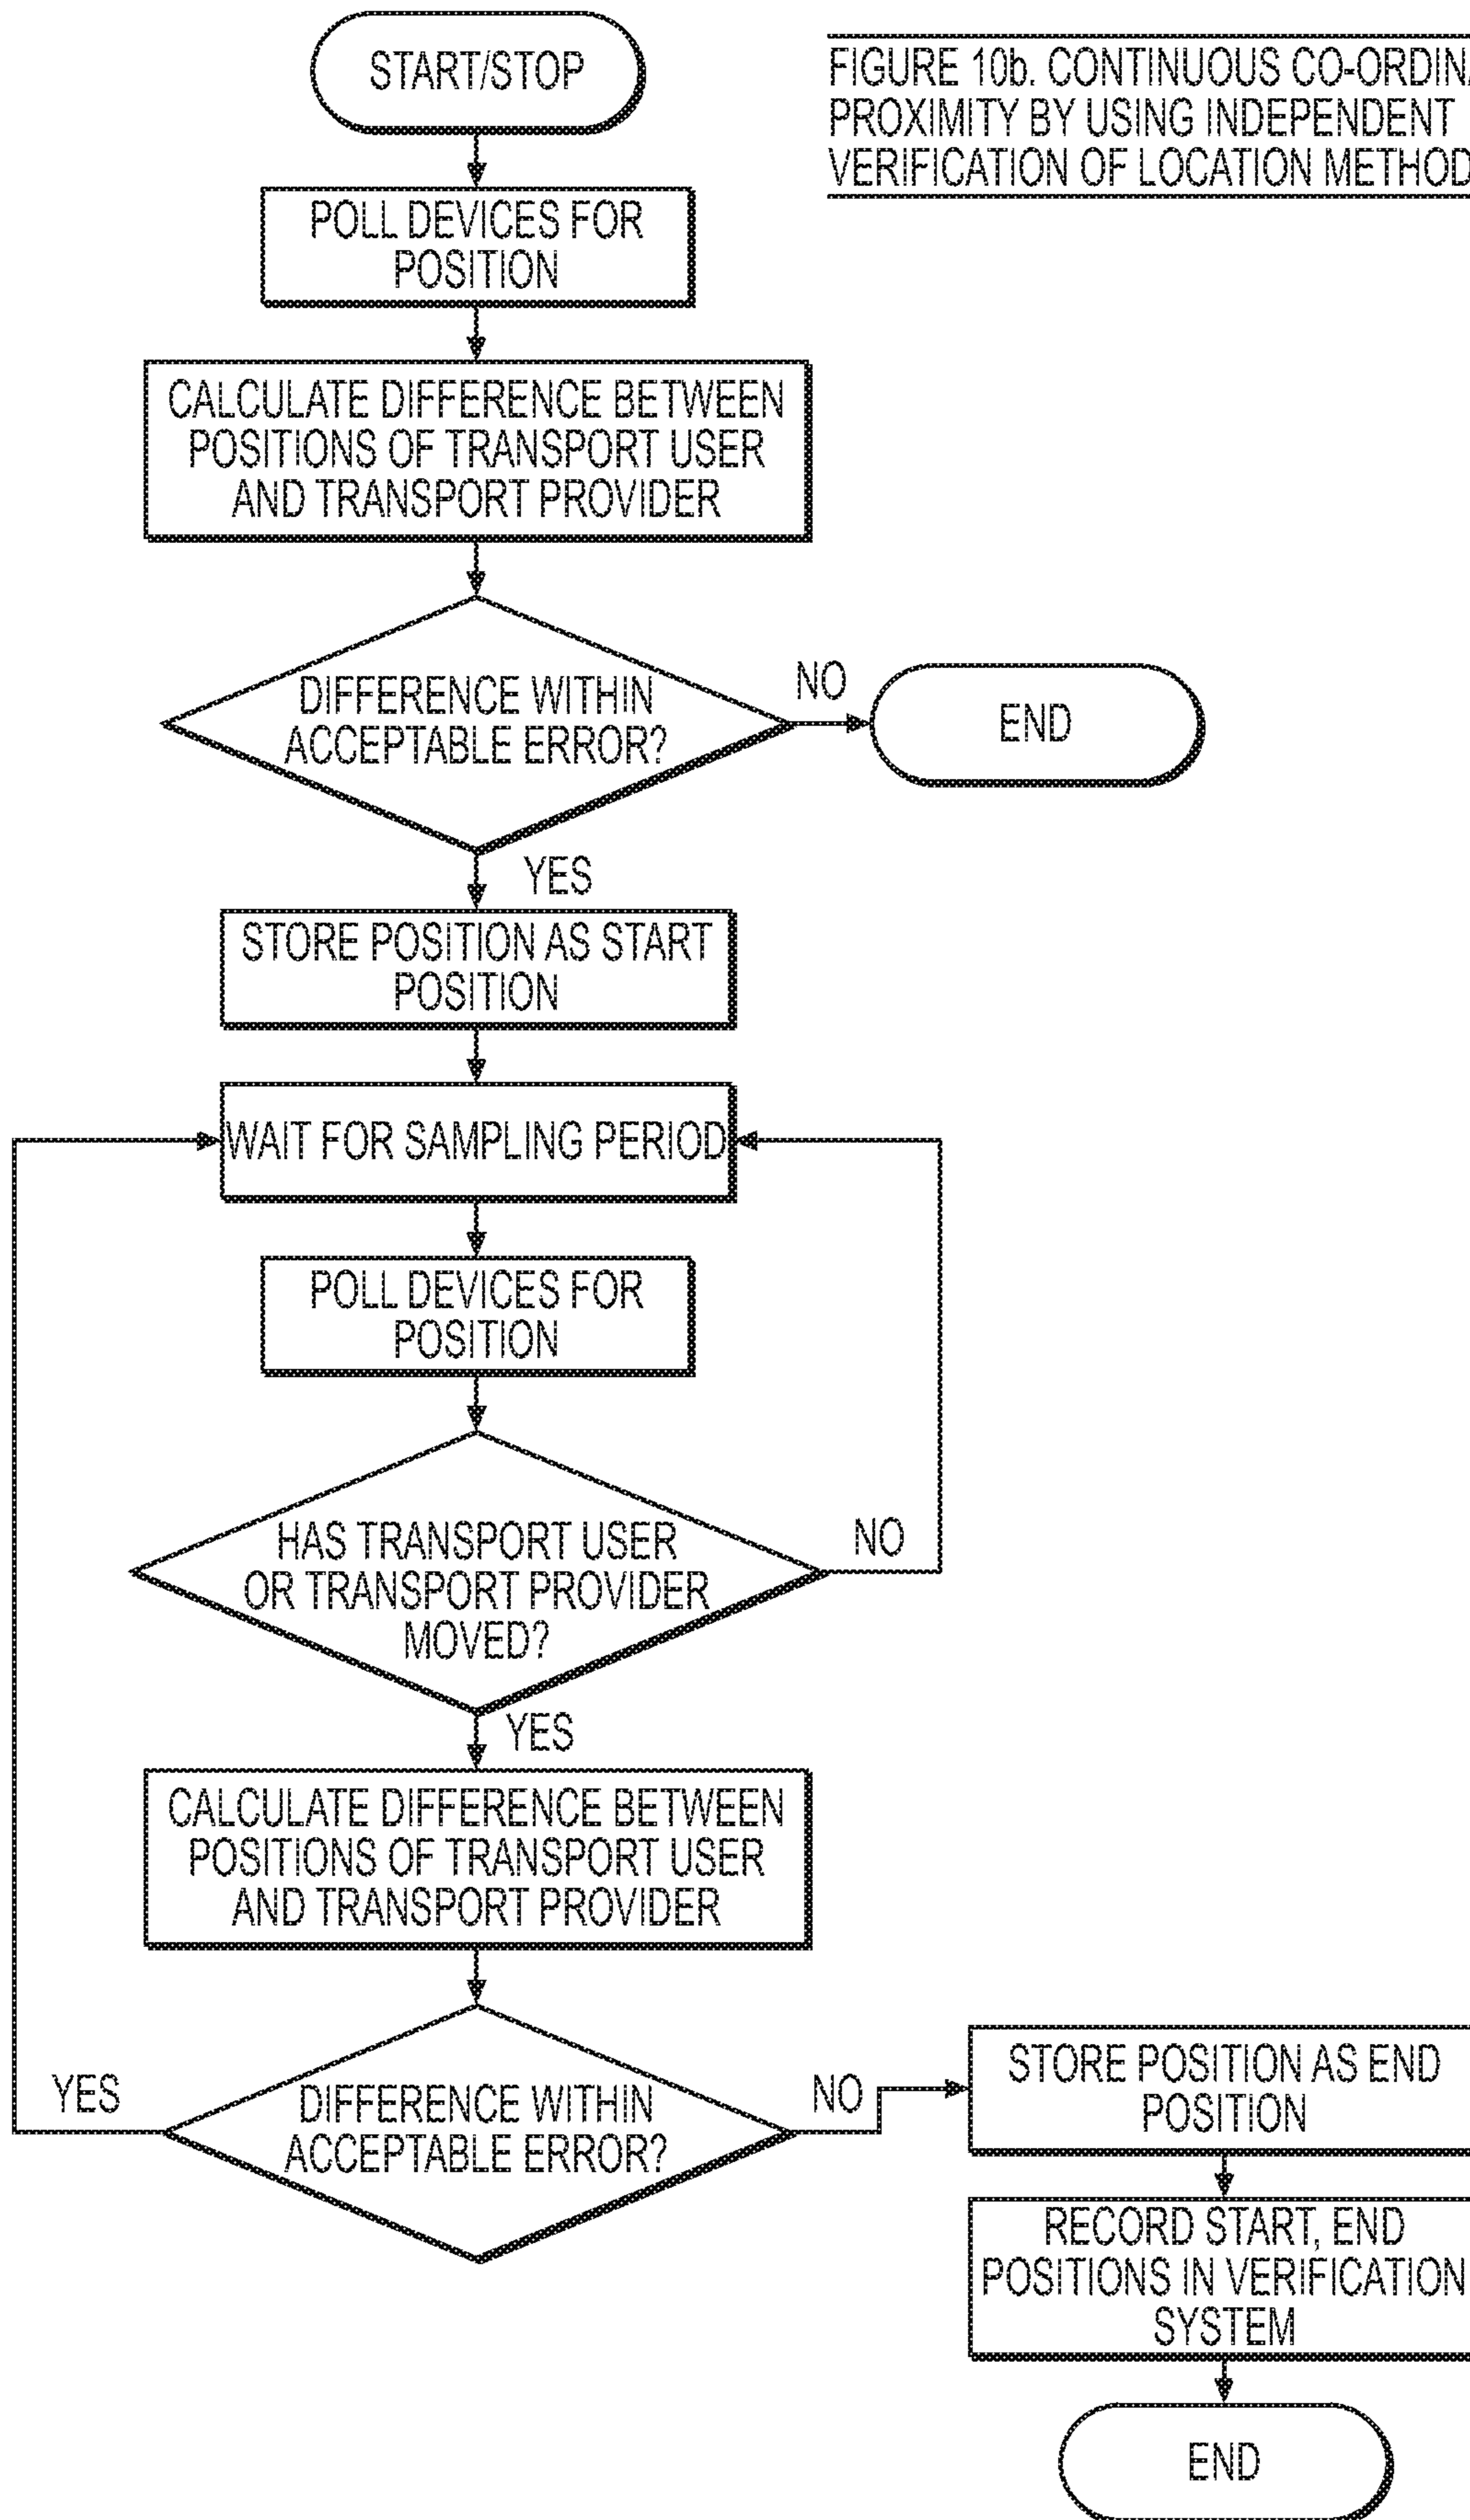 START/STOP
FIGURE 10b. CONTINUOUS CO-ORDINA
PROXIMITY BY USING INDEPENDENT
VERIFICATION OF LOCATION METHOD
POLL DEVICES FOR
POSITION
CALCULATE DIFFERENCE BETWEEN
POSITIONS OF TRANSPORT USER
AND TRANSPORT PROVIDER
DIFFERENCE WITHIN
ACCEPTABLE ERROR?
NO
END
YES
STORE POSITION AS START
POSITION
WAIT FOR SAMPLING PERIOD
POLL DEVICES FOR
POSITION
HAS TRANSPORT USER
OR TRANSPORT PROVIDER
MOVED?
NO
YES
CALCULATE DIFFERENCE BETWEEN
POSITIONS OF TRANSPORT USER
AND TRANSPORT PROVIDER
DIFFERENCE WITHIN
ACCEPTABLE ERROR?
YES
NO
STORE POSITION AS END
POSITION
RECORD START, END
POSITIONS IN VERIFICATION
SYSTEM
END